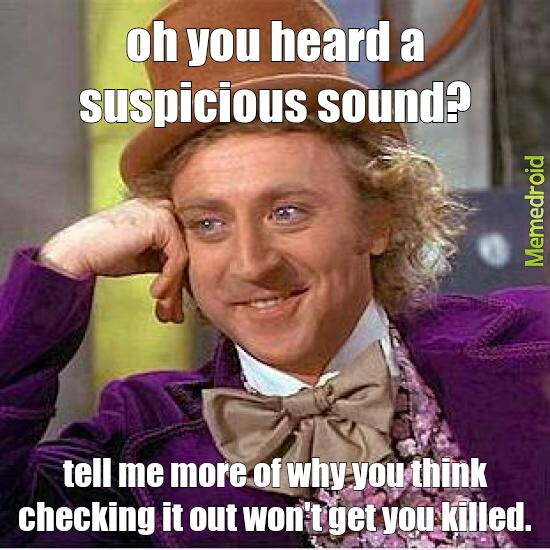 oh you heard a
suspicious sound?
Memedroid
tell me more of why you think
checking it out won't get you killed.